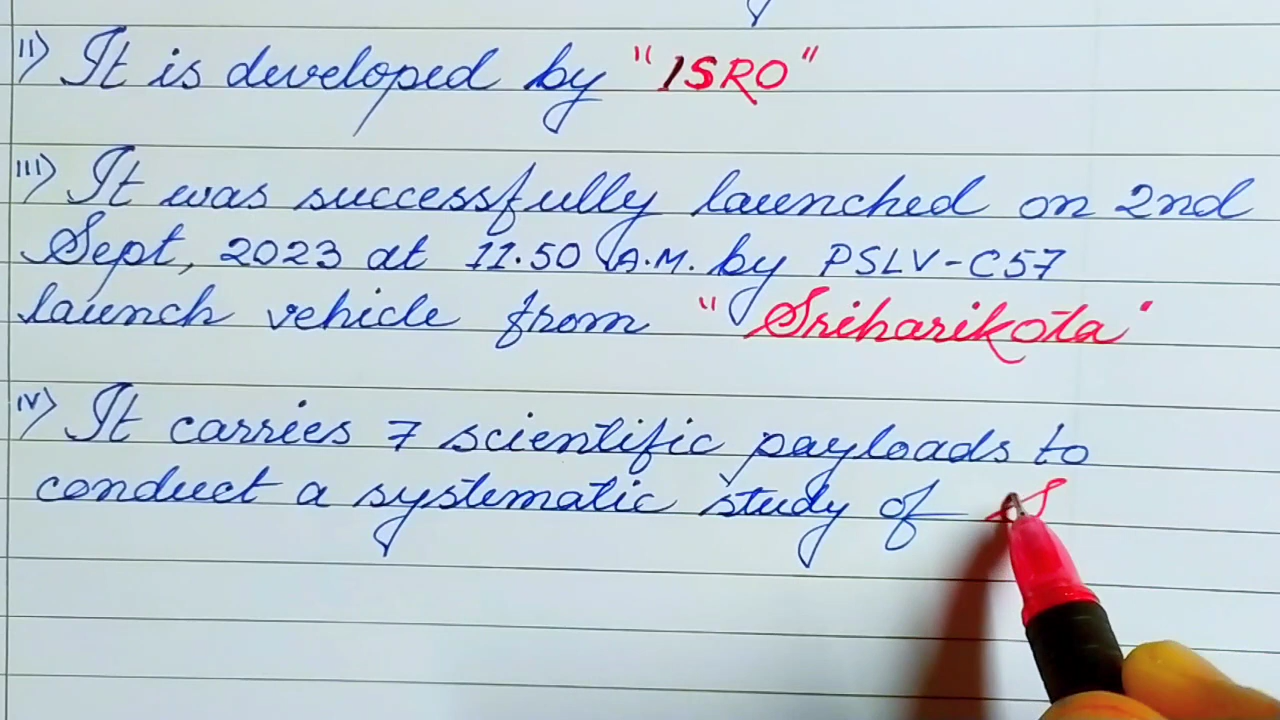 ii) It is developed by "ISRO"
iii) It was successfully launched on 2nd
Sept, 2023 at 11.50 A.M. by PSLV-C57
launch vehicle from "Sriharikota"
iv) It carries 7 scientific payloads to
conduct a systematic study of S